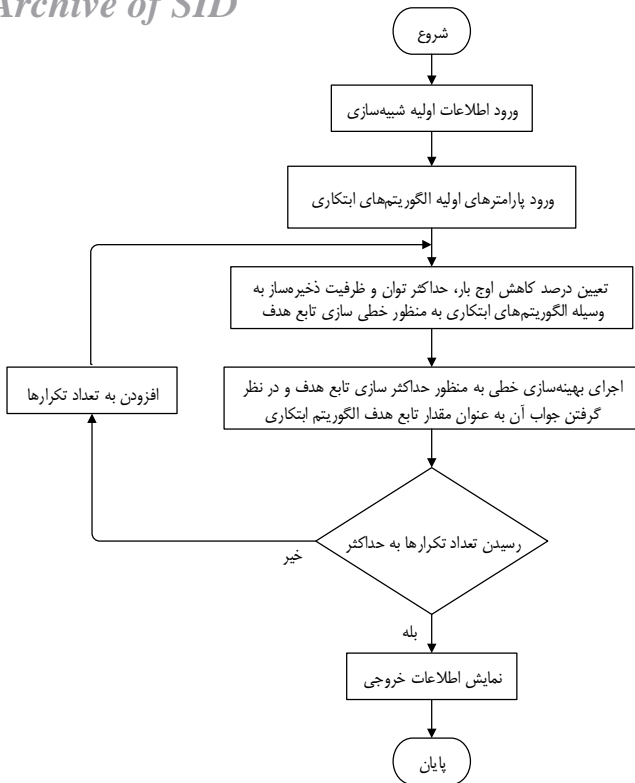 Archive of SID
شروع
ورود اطلاعات اولیه شبیه‌سازی
ورود پارامترهای اولیه الگوریتم‌های ابتکاری
تعیین درصد کاهش اوج بار، حداکثر توان و ظرفیت ذخیره‌ساز به
وسیله الگوریتم‌های ابتکاری به منظور خطی سازی تابع هدف
اجرای بهینه‌سازی خطی به منظور حداکثر سازی تابع هدف و در نظر
گرفتن جواب آن به عنوان مقدار تابع هدف الگوریتم ابتکاری
افزودن به تعداد تکرارها
رسیدن تعداد تکرارها به حداکثر
خیر
بله
نمایش اطلاعات خروجی
پایان